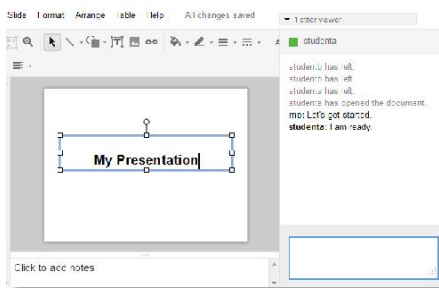 Slide Format Arrange Table Help All changes saved
1 other viewer
studenta
studentb has left.
studentb has left.
studenta has left.
studenta has opened the document.
me: Let's get started.
studenta: I am ready.
My Presentation
Click to add notes